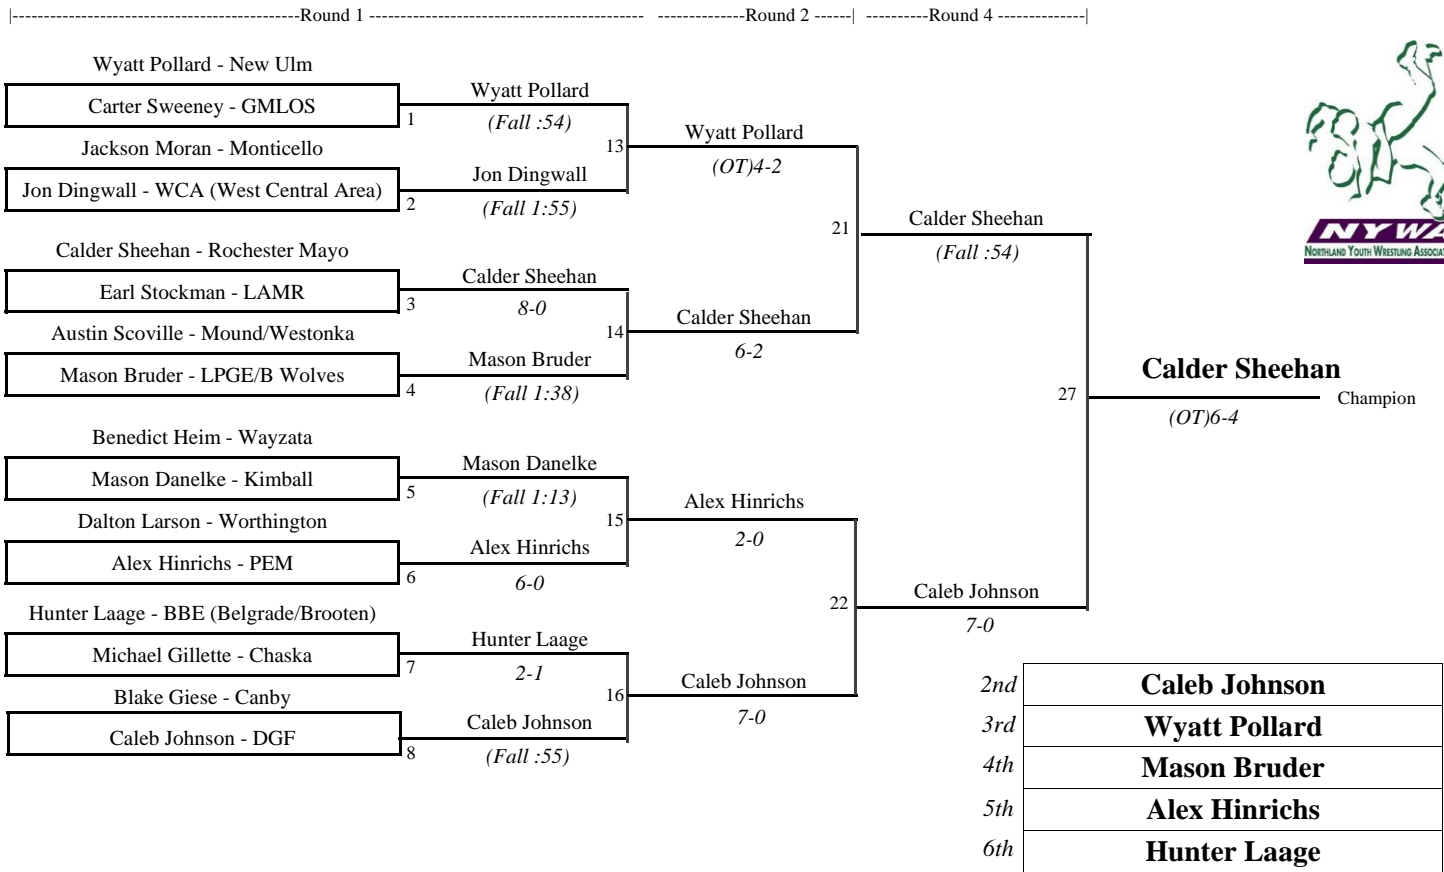 |-------------------------------------------Round 1 ----------------------------------------- -------------Round 2 ------| ----------Round 4 -------------|
Wyatt Pollard - New Ulm
Carter Sweeney - GMLOS
1
Wyatt Pollard
(Fall :54)
Jackson Moran - Monticello
Jon Dingwall - WCA (West Central Area)
2
Jon Dingwall
(Fall 1:55)
13
Wyatt Pollard
(OT)4-2
Calder Sheehan - Rochester Mayo
Earl Stockman - LAMR
3
Calder Sheehan
8-0
Austin Scoville - Mound/Westonka
Mason Bruder - LPGE/B Wolves
4
Mason Bruder
(Fall 1:38)
14
Calder Sheehan
6-2
21
Calder Sheehan
(Fall :54)
Benedict Heim - Wayzata
Mason Danelke - Kimball
5
Mason Danelke
(Fall 1:13)
Dalton Larson - Worthington
Alex Hinrichs - PEM
6
Alex Hinrichs
6-0
15
Alex Hinrichs
2-0
Hunter Laage - BBE (Belgrade/Brooten)
Michael Gillette - Chaska
7
Hunter Laage
2-1
Blake Giese - Canby
Caleb Johnson - DGF
8
Caleb Johnson
(Fall :55)
16
Caleb Johnson
7-0
22
Caleb Johnson
7-0
27
Calder Sheehan
Champion
(OT)6-4
NYWA
NORTHLAND YOUTH WRESTLING ASSOCIAT
2nd Caleb Johnson
3rd Wyatt Pollard
4th Mason Bruder
5th Alex Hinrichs
6th Hunter Laage